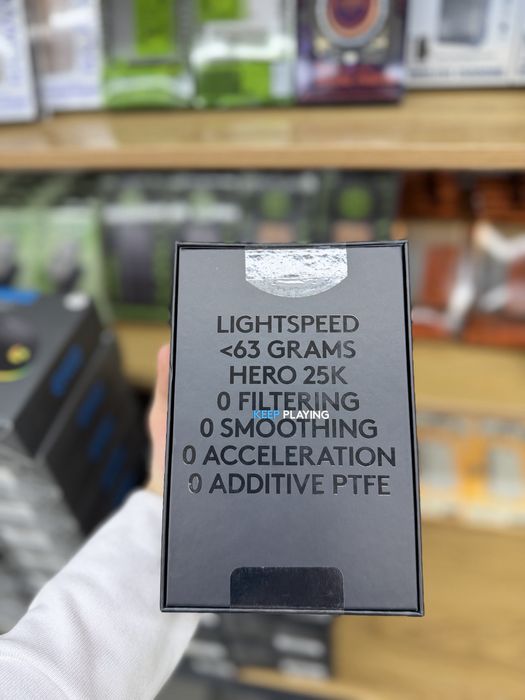 LIGHTSPEED
<63 GRAMS
HERO 25K
0 FILTERING
KEEP PLAYING
0 SMOOTHING
0 ACCELERATION
0 ADDITIVE PTFE